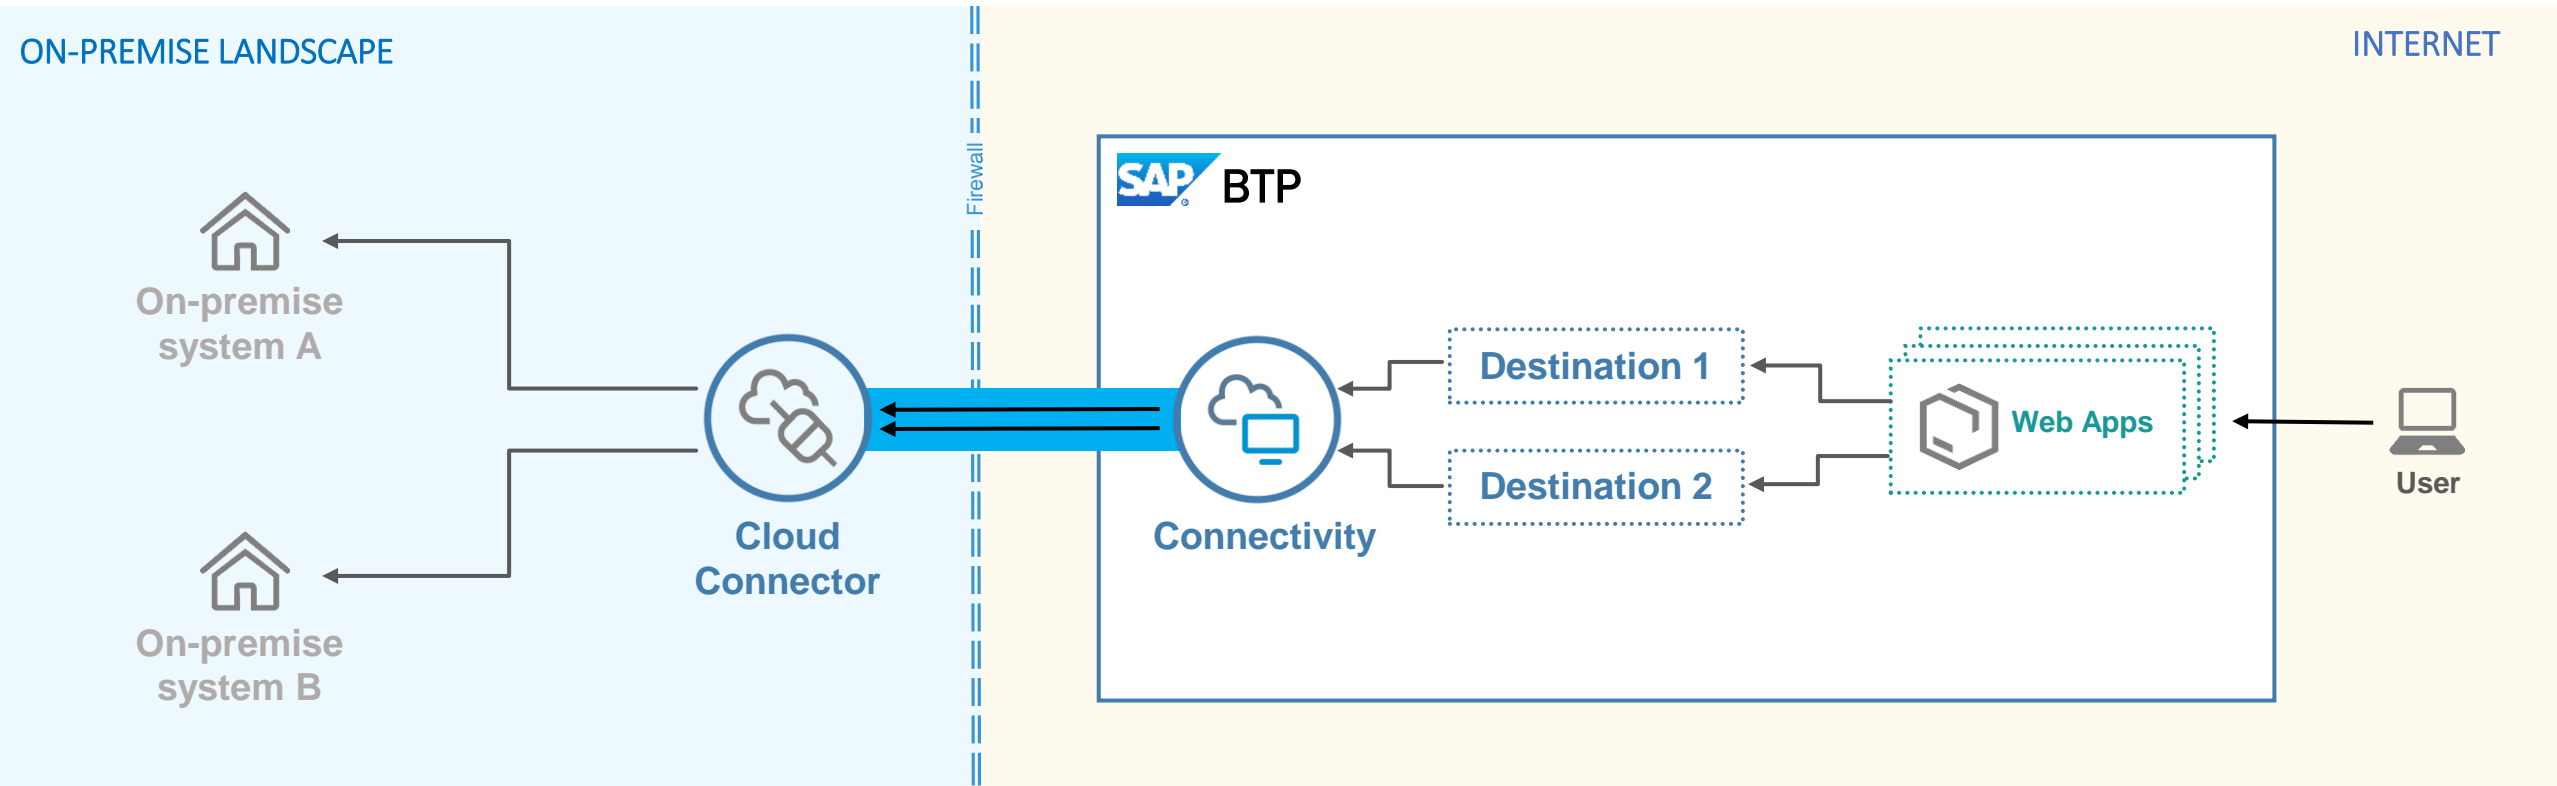 ON-PREMISE LANDSCAPE
INTERNET
Firewall
SAP BTP
On-premise
system A
On-premise
system B
Cloud
Connector
Connectivity
Destination 1
Destination 2
Web Apps
User